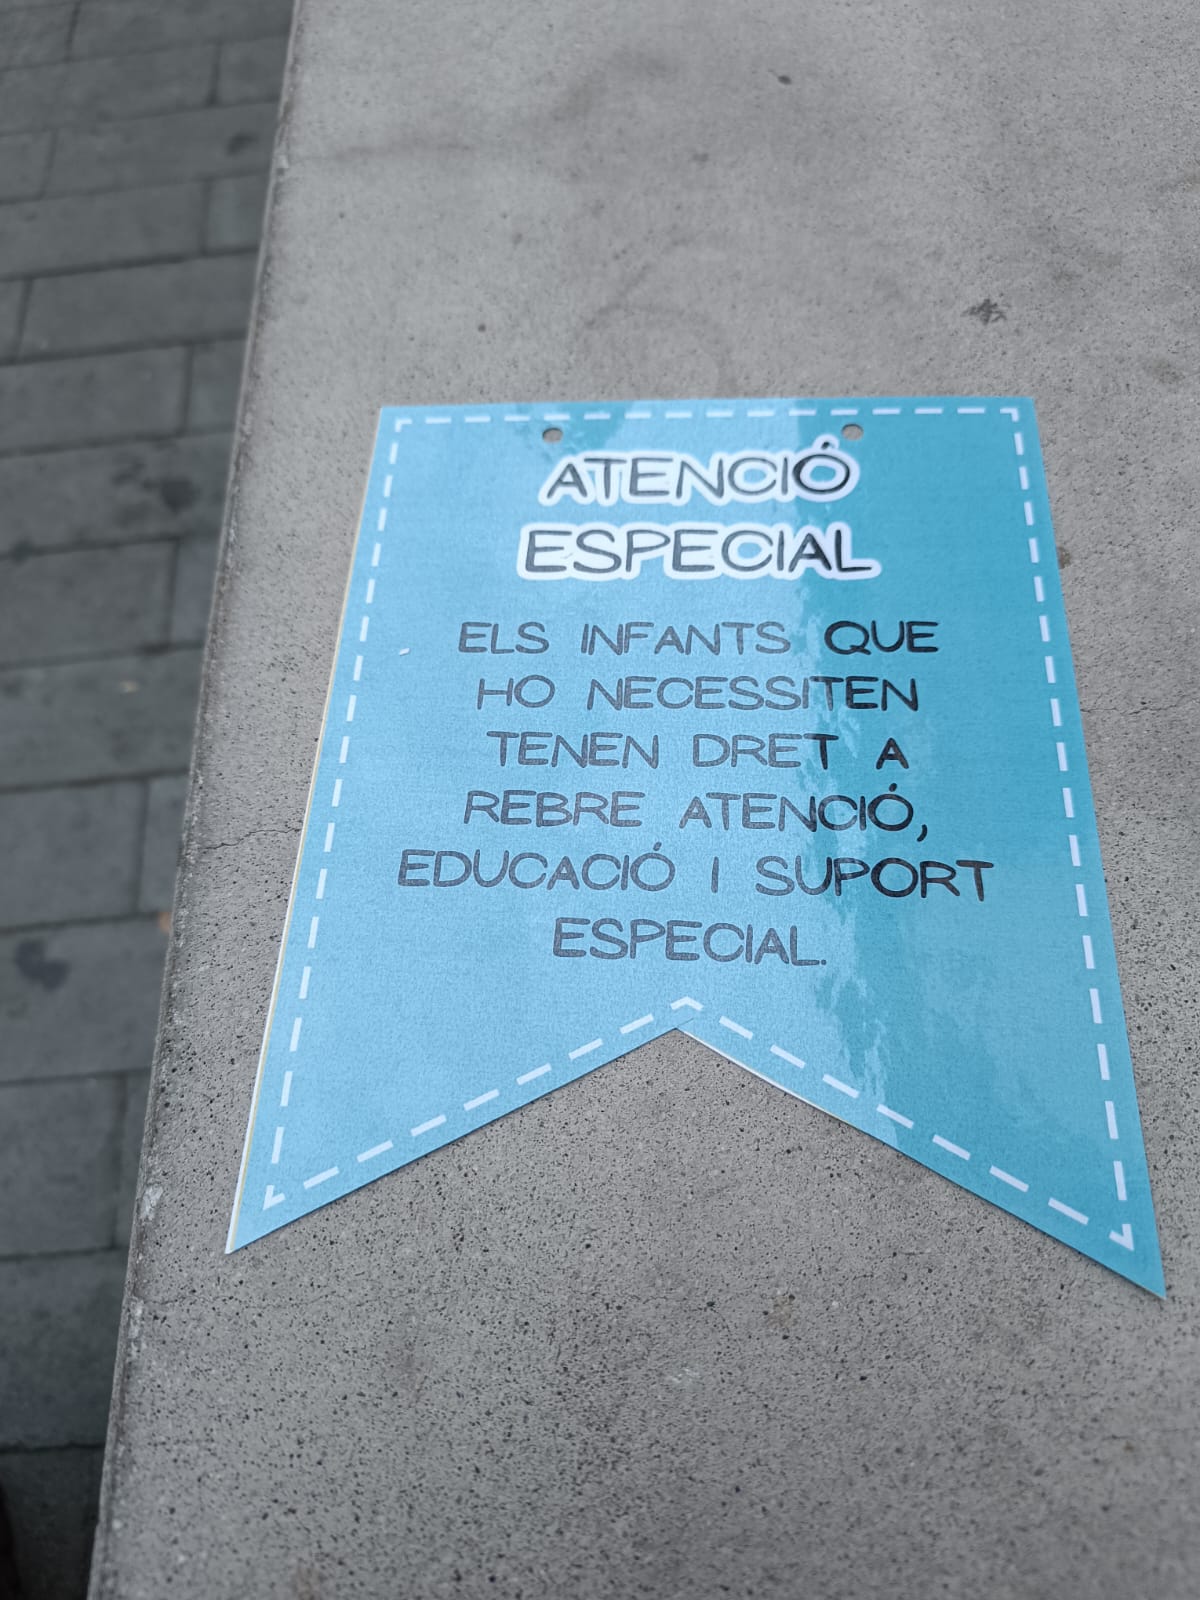 ATENCIÓ
ESPECIAL
ELS INFANTS QUE
HO NECESSITEN
TENEN DRET A
REBRE ATENCIÓ,
EDUCACIÓ I SUPORT
ESPECIAL.